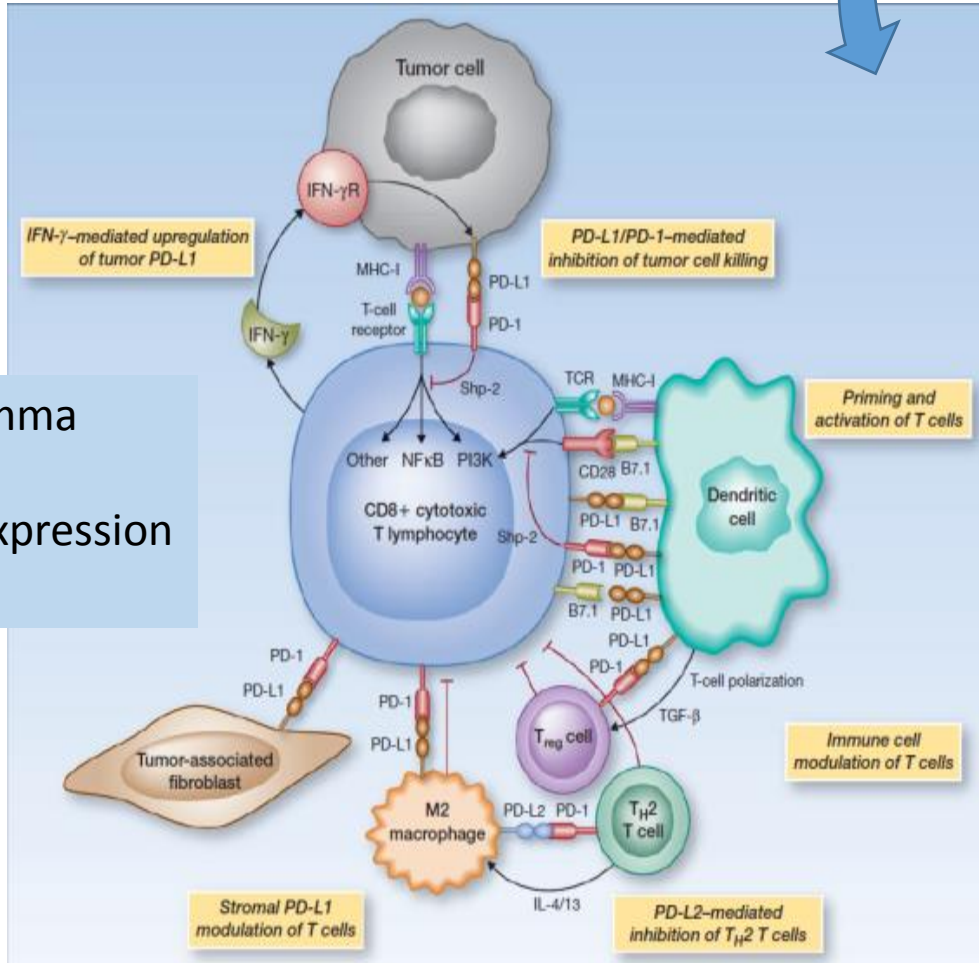 Tumor cell
IFN-γR
IFN-γ–mediated upregulation
of tumor PD-L1
PD-L1/PD-1–mediated
inhibition of tumor cell killing
MHC-I
PD-L1
T-cell
receptor
PD-1
IFN-γ
Shp-2
TCR
MHC-I
Priming and
activation of T cells
mma
xpression
Other
NFκB
PI3K
CD28
B7.1
CD8+ cytotoxic
T lymphocyte
Dendritic
cell
PD-L1
B7.1
Shp-2
PD-1
PD-L1
B7.1
PD-L1
PD-L1
PD-1
PD-1
PD-L1
T-cell polarization
TGF-β
PD-1
PD-L1
Treg cell
Immune cell
modulation of T cells
Tumor-associated
fibroblast
M2
macrophage
PD-L2
PD-1
TH2
T cell
IL-4/13
Stromal PD-L1
modulation of T cells
PD-L2–mediated
inhibition of TH2 T cells